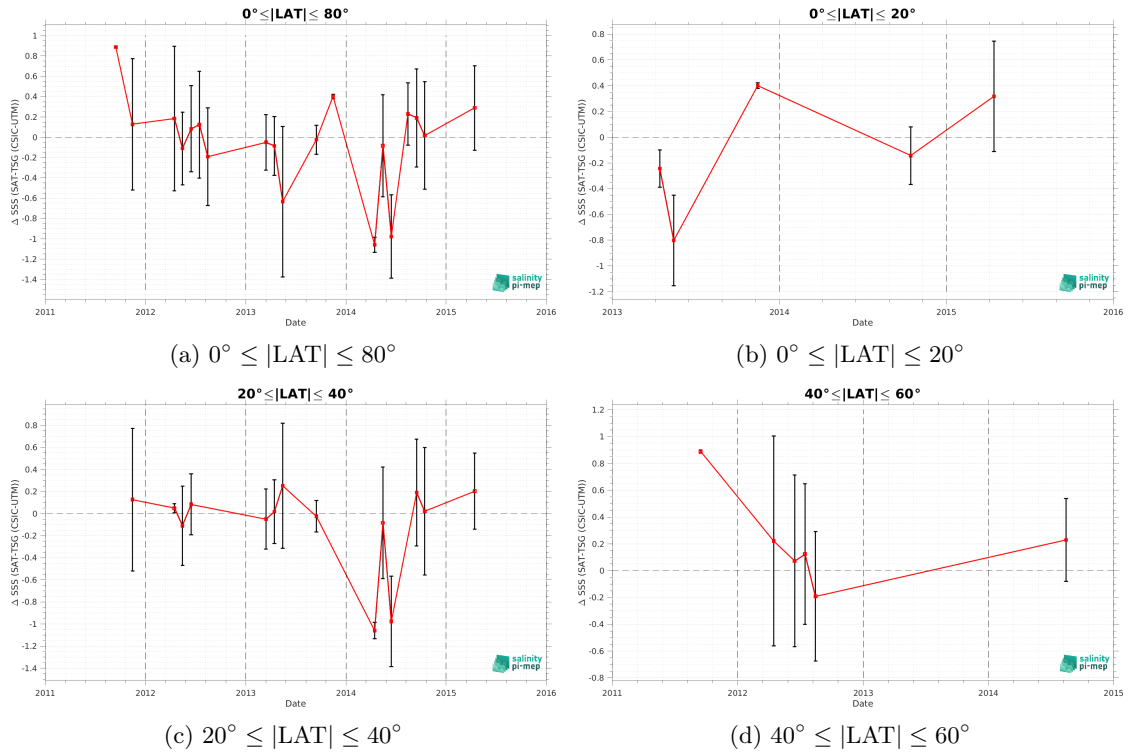 0°≤|LAT|≤ 80°
Δ SSS (SAT-TSG (CSIC-UTM))
1
0.8
0.6
0.4
0.2
0
-0.2
-0.4
-0.6
-0.8
-1
-1.2
-1.4
2011 2012 2013 2014 2015 2016
Date
salinity
pi-mep
(a) 0° ≤ |LAT| ≤ 80°
0°≤|LAT|≤ 20°
Δ SSS (SAT-TSG (CSIC-UTM))
0.8
0.6
0.4
0.2
0
-0.2
-0.4
-0.6
-0.8
-1
-1.2
2013 2014 2015 2016
Date
salinity
pi-mep
(b) 0° ≤ |LAT| ≤ 20°
20°≤|LAT|≤ 40°
Δ SSS (SAT-TSG (CSIC-UTM))
0.8
0.6
0.4
0.2
0
-0.2
-0.4
-0.6
-0.8
-1
-1.2
-1.4
2011 2012 2013 2014 2015 2016
Date
salinity
pi-mep
(c) 20° ≤ |LAT| ≤ 40°
40°≤|LAT|≤ 60°
Δ SSS (SAT-TSG (CSIC-UTM))
1.2
1
0.8
0.6
0.4
0.2
0
-0.2
-0.4
-0.6
-0.8
2011 2012 2013 2014 2015
Date
salinity
pi-mep
(d) 40° ≤ |LAT| ≤ 60°